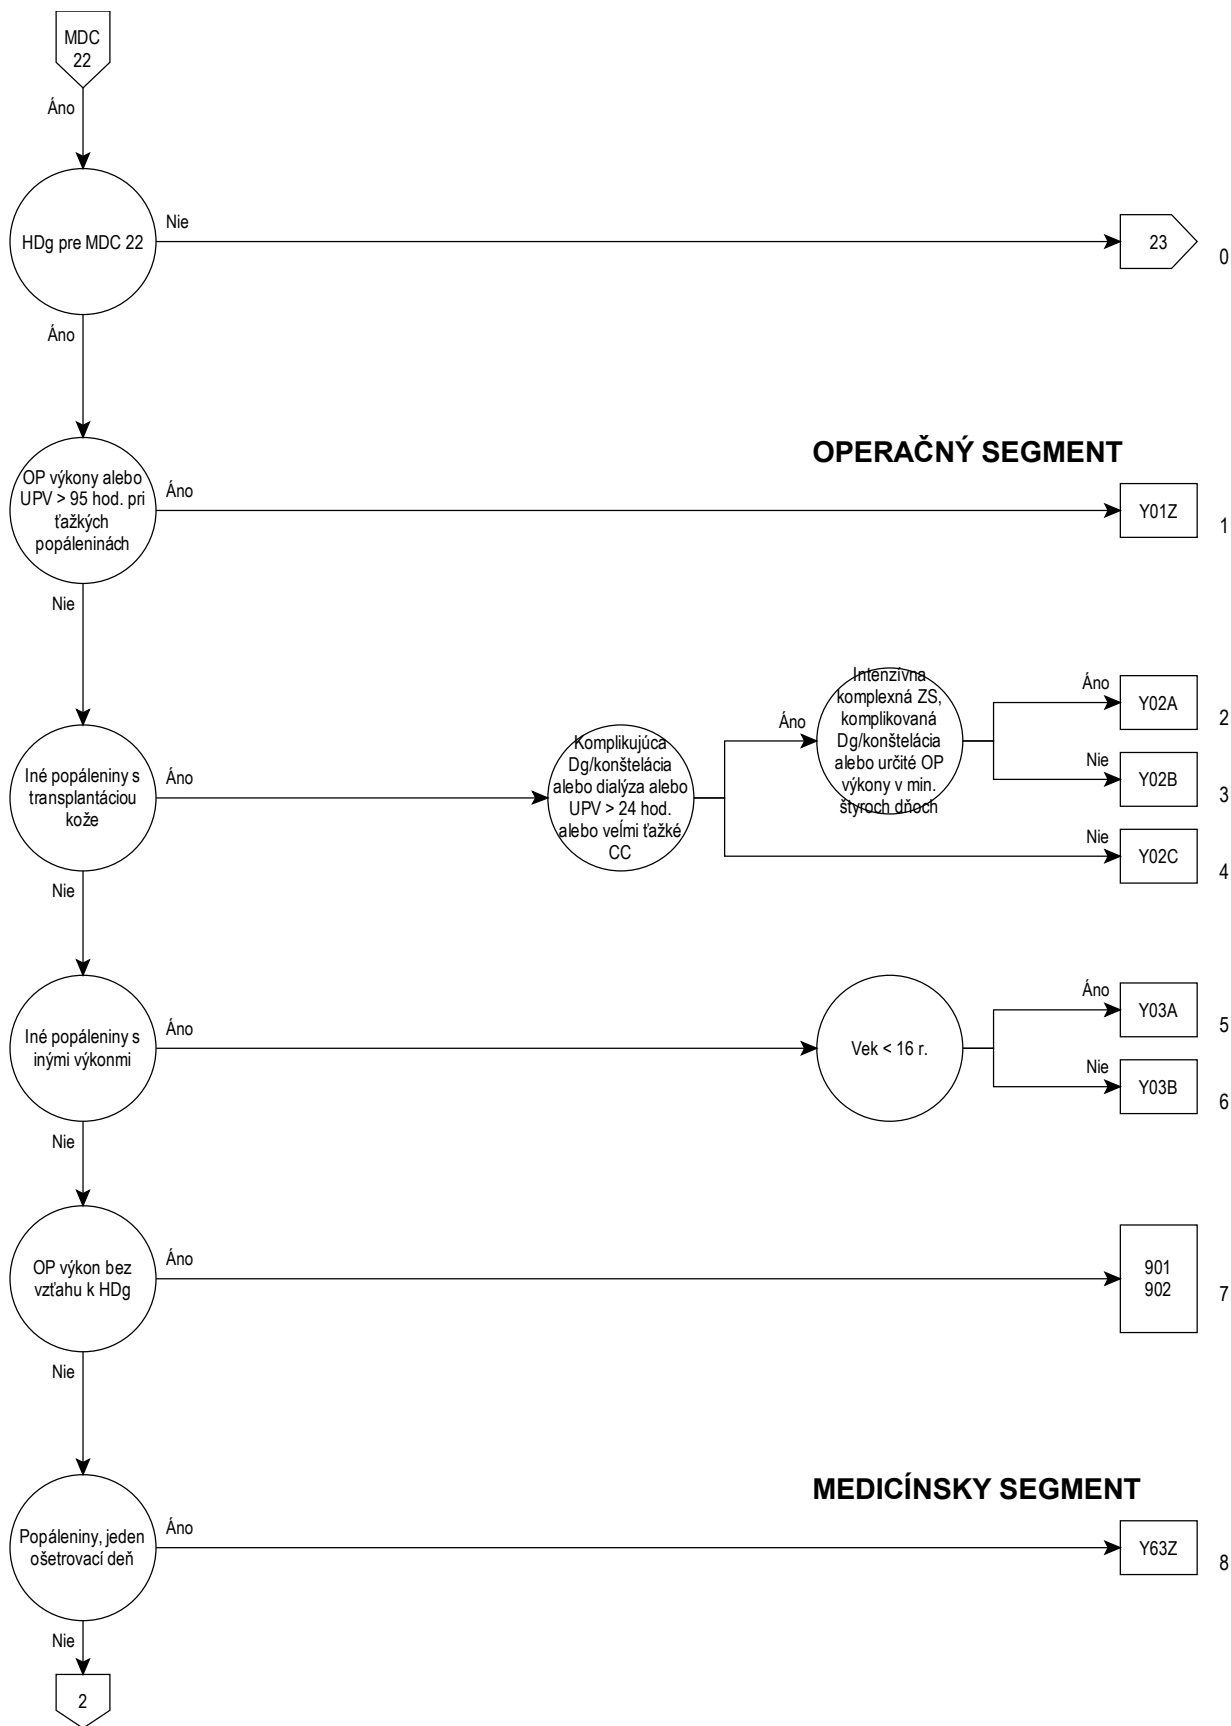 MDC
22
Áno
HDg pre MDC 22
Nie
23
0
Áno
OPERAČNÝ SEGMENT
OP výkony alebo
UPV > 95 hod. pri
ťažkých
popáleninách
Áno
Y01Z
1
Nie
Iné popáleniny s
transplantáciou
kože
Áno
Komplikujúca
Dg/konštelácia
alebo dialýza alebo
UPV > 24 hod.
alebo veĺmi ťažké
CC
Áno
Intenzívna
komplexná ZS,
komplikovaná
Dg/konštelácia
alebo určité OP
výkony v min.
štyroch dňoch
Áno
Y02A
2
Nie
Y02B
3
Nie
Y02C
4
Nie
Iné popáleniny s
inými výkonmi
Áno
Vek < 16 r.
Áno
Y03A
5
Nie
Y03B
6
Nie
OP výkon bez
vzťahu k HDg
Áno
901
902
7
Nie
MEDICÍNSKY SEGMENT
Popáleniny, jeden
ošetrovací deň
Áno
Y63Z
8
Nie
2